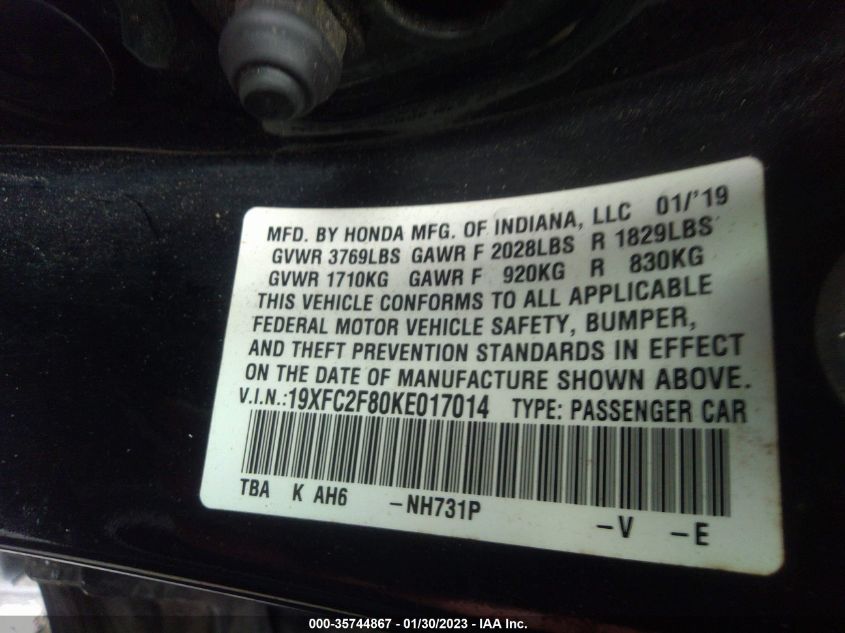 MFD. BY HONDA MFG. OF INDIANA, LLC 01/'19
GVWR 3769LBS GAWR F 2028LBS R 1829LBS
GVWR 1710KG GAWR F 920KG R 830KG
THIS VEHICLE CONFORMS TO ALL APPLICABLE
FEDERAL MOTOR VEHICLE SAFETY, BUMPER,
AND THEFT PREVENTION STANDARDS IN EFFECT
ON THE DATE OF MANUFACTURE SHOWN ABOVE.
V.I.N.:19XFC2F80KE017014 TYPE: PASSENGER CAR
TBA K AH6 -NH731P -V -E
000-35744867 - 01/30/2023 - IAA Inc.